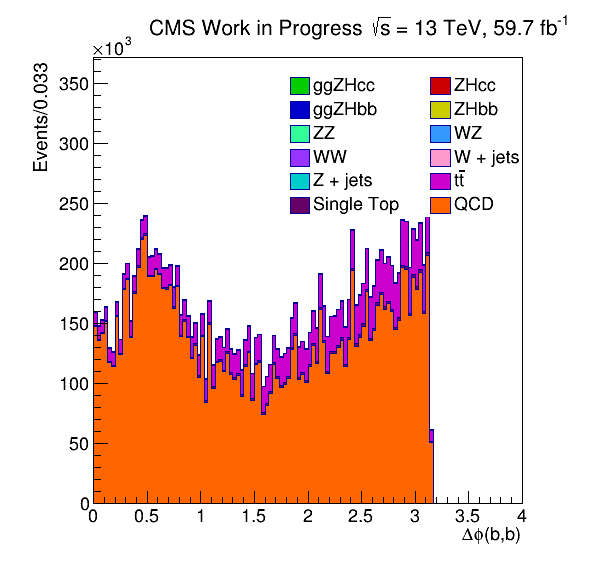 CMS Work in Progress √s = 13 TeV, 59.7 fb⁻¹
×10³
Events/0.033
350
300
250
200
150
100
50
0
ggZHcc ZHcc
ggZHbb ZHbb
ZZ WZ
WW W + jets
Z + jets tt̄
Single Top QCD
0 0.5 1 1.5 2 2.5 3 3.5 4
Δϕ(b,b)